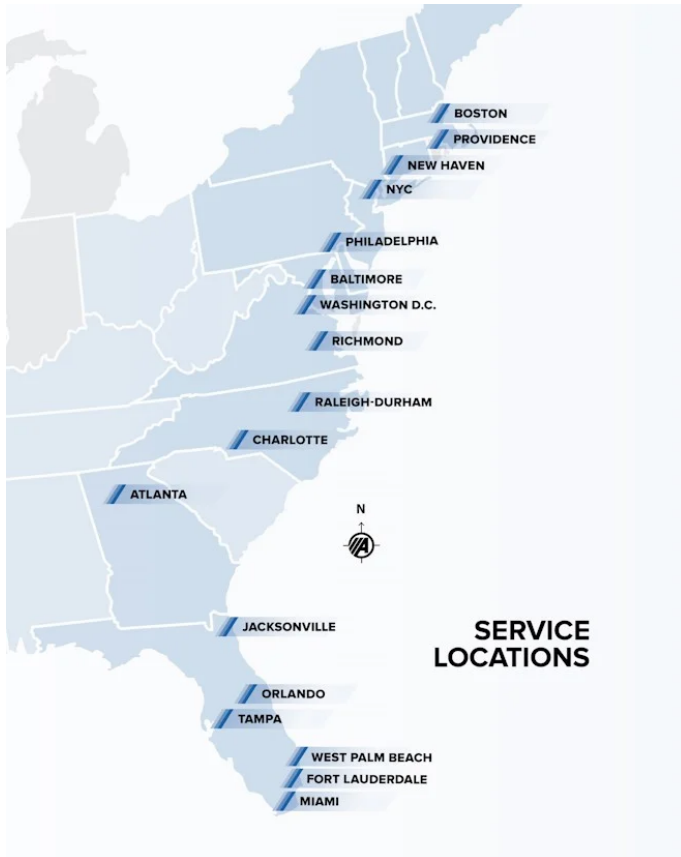 BOSTON
PROVIDENCE
NEW HAVEN
NYC
PHILADELPHIA
BALTIMORE
WASHINGTON D.C.
RICHMOND
RALEIGH-DURHAM
CHARLOTTE
ATLANTA
N
A
JACKSONVILLE
SERVICE
LOCATIONS
ORLANDO
TAMPA
WEST PALM BEACH
FORT LAUDERDALE
MIAMI